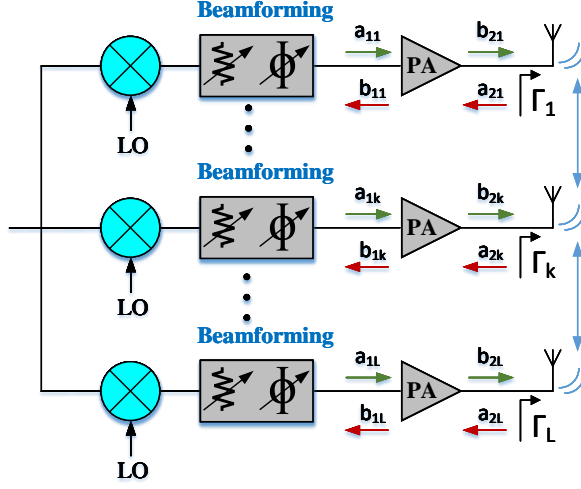 Beamforming
a11 b21
Φ PA
b11 a21 Γ1
LO
Beamforming
a1k b2k
Φ PA
b1k a2k Γk
LO
Beamforming
a1L b2L
Φ PA
b1L a2L ΓL
LO